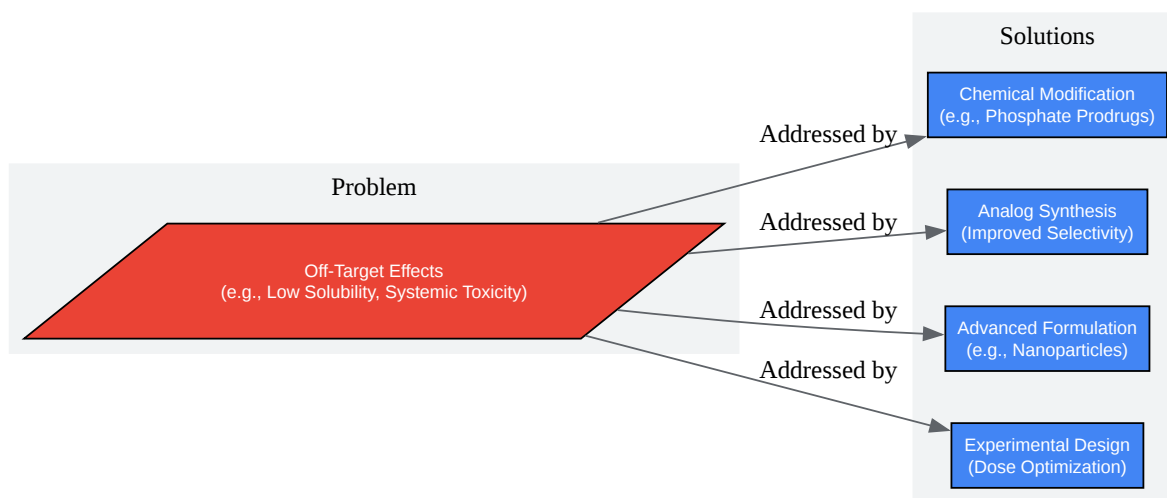 Problem
Off-Target Effects
(e.g., Low Solubility, Systemic Toxicity)
Addressed by
Addressed by
Addressed by
Addressed by
Solutions
Chemical Modification
(e.g., Phosphate Prodrugs)
Analog Synthesis
(Improved Selectivity)
Advanced Formulation
(e.g., Nanoparticles)
Experimental Design
(Dose Optimization)